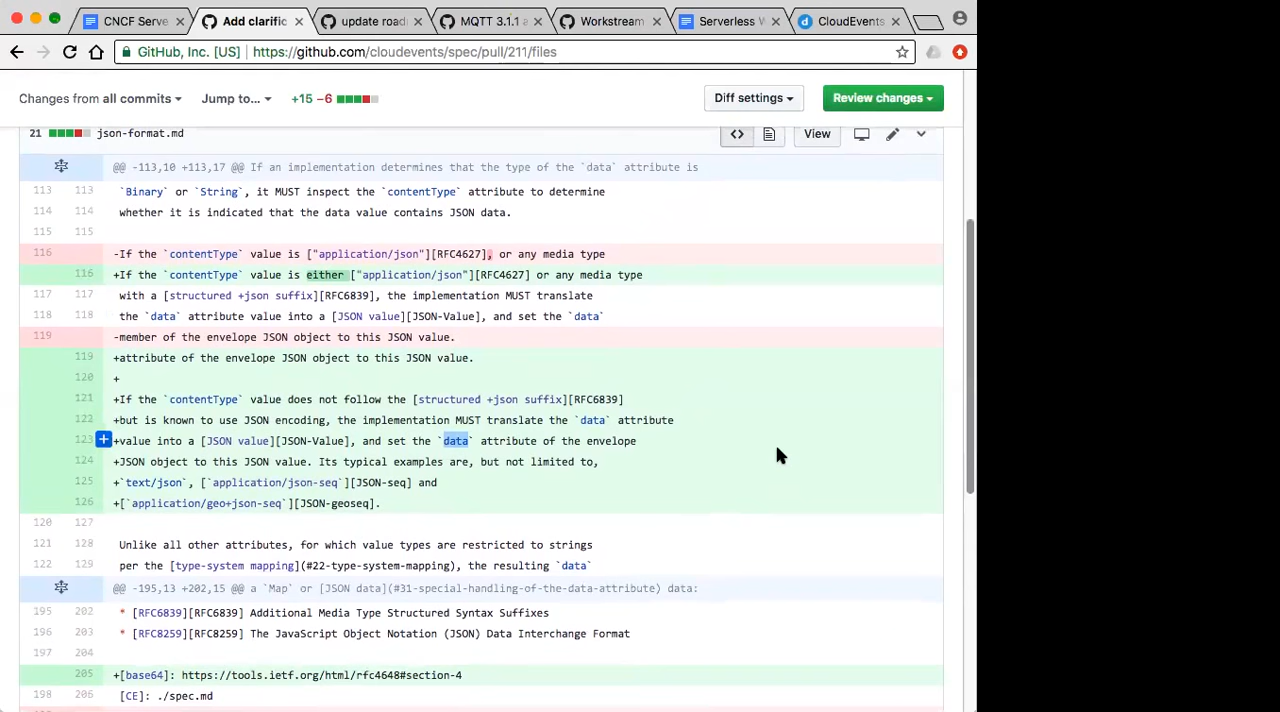 CNCF Serve
Add clarific
update road
MQTT 3.1.1 a
Workstream
Serverless W
CloudEvents
GitHub, Inc. [US] https://github.com/cloudevents/spec/pull/211/files
Changes from all commits Jump to... +15 −6 Diff settings Review changes
21 json-format.md <> View
@@ -113,10 +113,17 @@ If an implementation determines that the type of the `data` attribute is
113 113 `Binary` or `String`, it MUST inspect the `contentType` attribute to determine
114 114 whether it is indicated that the data value contains JSON data.
115 115
116 -If the `contentType` value is ["application/json"][RFC4627], or any media type
116 +If the `contentType` value is either ["application/json"][RFC4627] or any media type
117 117 with a [structured +json suffix][RFC6839], the implementation MUST translate
118 118 the `data` attribute value into a [JSON value][JSON-Value], and set the `data`
119 -member of the envelope JSON object to this JSON value.
119 +attribute of the envelope JSON object to this JSON value.
120 +
121 +If the `contentType` value does not follow the [structured +json suffix][RFC6839]
122 +but is known to use JSON encoding, the implementation MUST translate the `data` attribute
123 +value into a [JSON value][JSON-Value], and set the `data` attribute of the envelope
124 +JSON object to this JSON value. Its typical examples are, but not limited to,
125 +`text/json`, [`application/json-seq`][JSON-seq] and
126 +[`application/geo+json-seq`][JSON-geoseq].
120 127
121 128 Unlike all other attributes, for which value types are restricted to strings
122 129 per the [type-system mapping](#22-type-system-mapping), the resulting `data`
@@ -195,13 +202,15 @@ a `Map` or [JSON data](#31-special-handling-of-the-data-attribute) data:
195 202 * [RFC6839][RFC6839] Additional Media Type Structured Syntax Suffixes
196 203 * [RFC8259][RFC8259] The JavaScript Object Notation (JSON) Data Interchange Format
197 204
205 +[base64]: https://tools.ietf.org/html/rfc4648#section-4
198 206 [CE]: ./spec.md